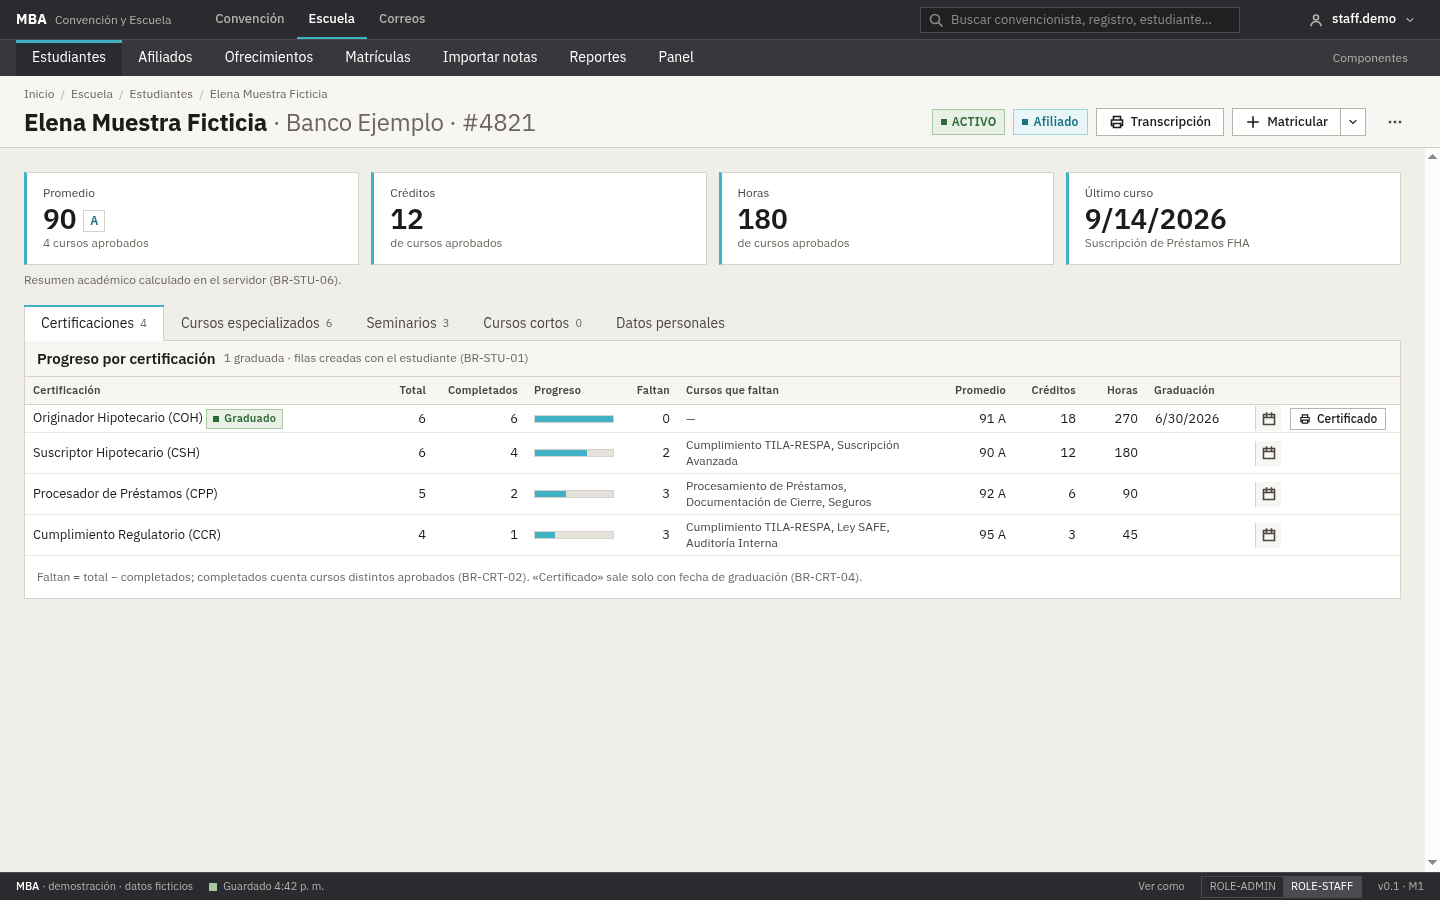 MBA Convención y Escuela Convención Escuela Correos Buscar convencionista, registro, estudiante... staff.demo
Estudiantes Afiliados Ofrecimientos Matrículas Importar notas Reportes Panel Componentes
Inicio / Escuela / Estudiantes / Elena Muestra Ficticia
Elena Muestra Ficticia · Banco Ejemplo · #4821 ACTIVO Afiliado Transcripción Matricular
Promedio Créditos Horas Último curso
90 A 12 180 9/14/2026
4 cursos aprobados de cursos aprobados de cursos aprobados Suscripción de Préstamos FHA
Resumen académico calculado en el servidor (BR-STU-06).
Certificaciones 4 Cursos especializados 6 Seminarios 3 Cursos cortos 0 Datos personales
Progreso por certificación 1 graduada · filas creadas con el estudiante (BR-STU-01)
Certificación Total Completados Progreso Faltan Cursos que faltan Promedio Créditos Horas Graduación
Originador Hipotecario (COH) Graduado 6 6 0 — 91 A 18 270 6/30/2026 Certificado
Suscriptor Hipotecario (CSH) 6 4 2 Cumplimiento TILA-RESPA, Suscripción 90 A 12 180
Avanzada
Procesador de Préstamos (CPP) 5 2 3 Procesamiento de Préstamos, 92 A 6 90
Documentación de Cierre, Seguros
Cumplimiento Regulatorio (CCR) 4 1 3 Cumplimiento TILA-RESPA, Ley SAFE, 95 A 3 45
Auditoría Interna
Faltan = total − completados; completados cuenta cursos distintos aprobados (BR-CRT-02). «Certificado» sale solo con fecha de graduación (BR-CRT-04).
MBA · demostración · datos ficticios Guardado 4:42 p. m. Ver como ROLE-ADMIN ROLE-STAFF v0.1 · M1